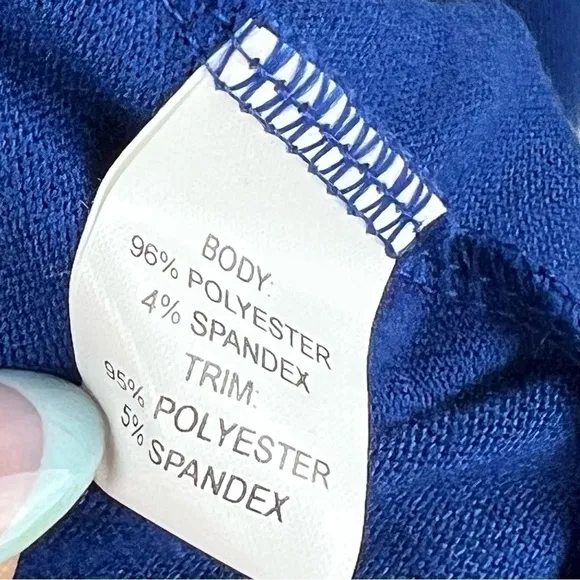 BODY:
96% POLYESTER
4% SPANDEX
TRIM:
95% POLYESTER
5% SPANDEX